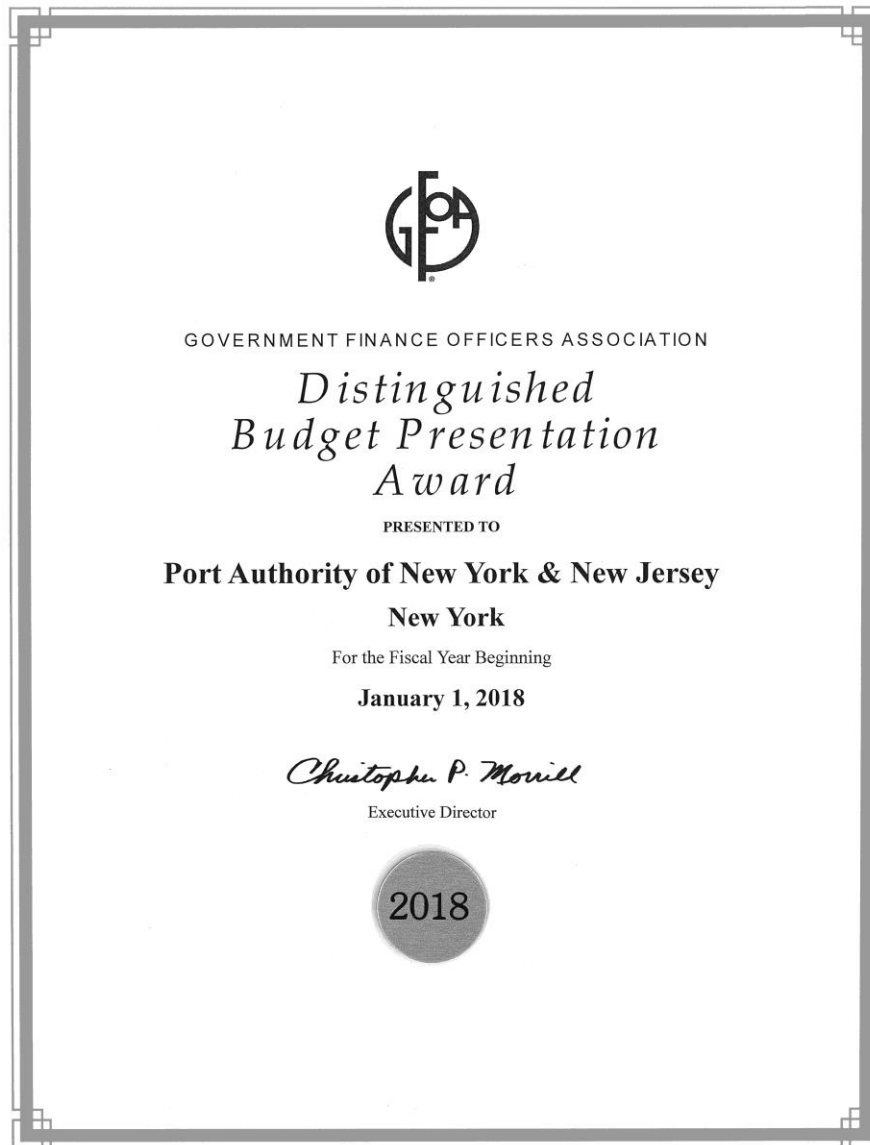 GFOA
GOVERNMENT FINANCE OFFICERS ASSOCIATION
Distinguished
Budget Presentation
Award
PRESENTED TO
Port Authority of New York & New Jersey
New York
For the Fiscal Year Beginning
January 1, 2018
Christopher P. Morrill
Executive Director
2018